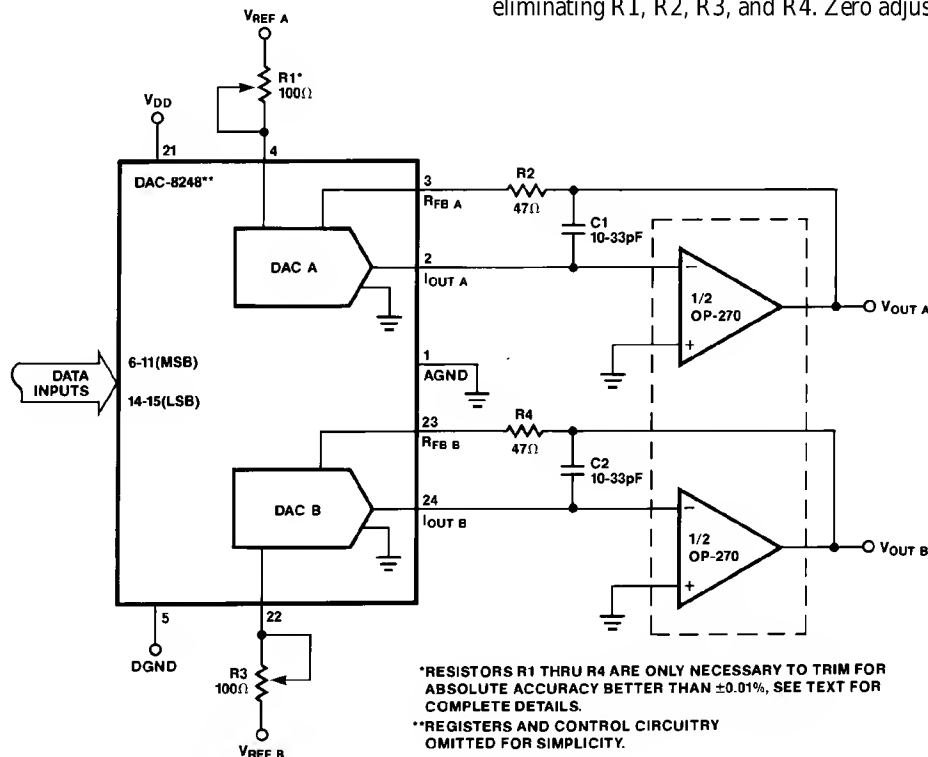 eliminating R1, R2, R3, and R4. Zero adjus
VREF A
R1*
100Ω
VDD
21
4
DAC-8248**
3
RFB A
R2
47Ω
C1
10-33pF
DAC A
2
IOUT A
-
1/2
OP-270
+
VOUT A
1
AGND
DATA
INPUTS
6-11(MSB)
14-15(LSB)
23
RFB B
R4
47Ω
C2
10-33pF
DAC B
24
IOUT B
-
1/2
OP-270
+
VOUT B
5
DGND
22
R3
100Ω
VREF B
*RESISTORS R1 THRU R4 ARE ONLY NECESSARY TO TRIM FOR
ABSOLUTE ACCURACY BETTER THAN ±0.01%, SEE TEXT FOR
COMPLETE DETAILS.
**REGISTERS AND CONTROL CIRCUITRY
OMITTED FOR SIMPLICITY.